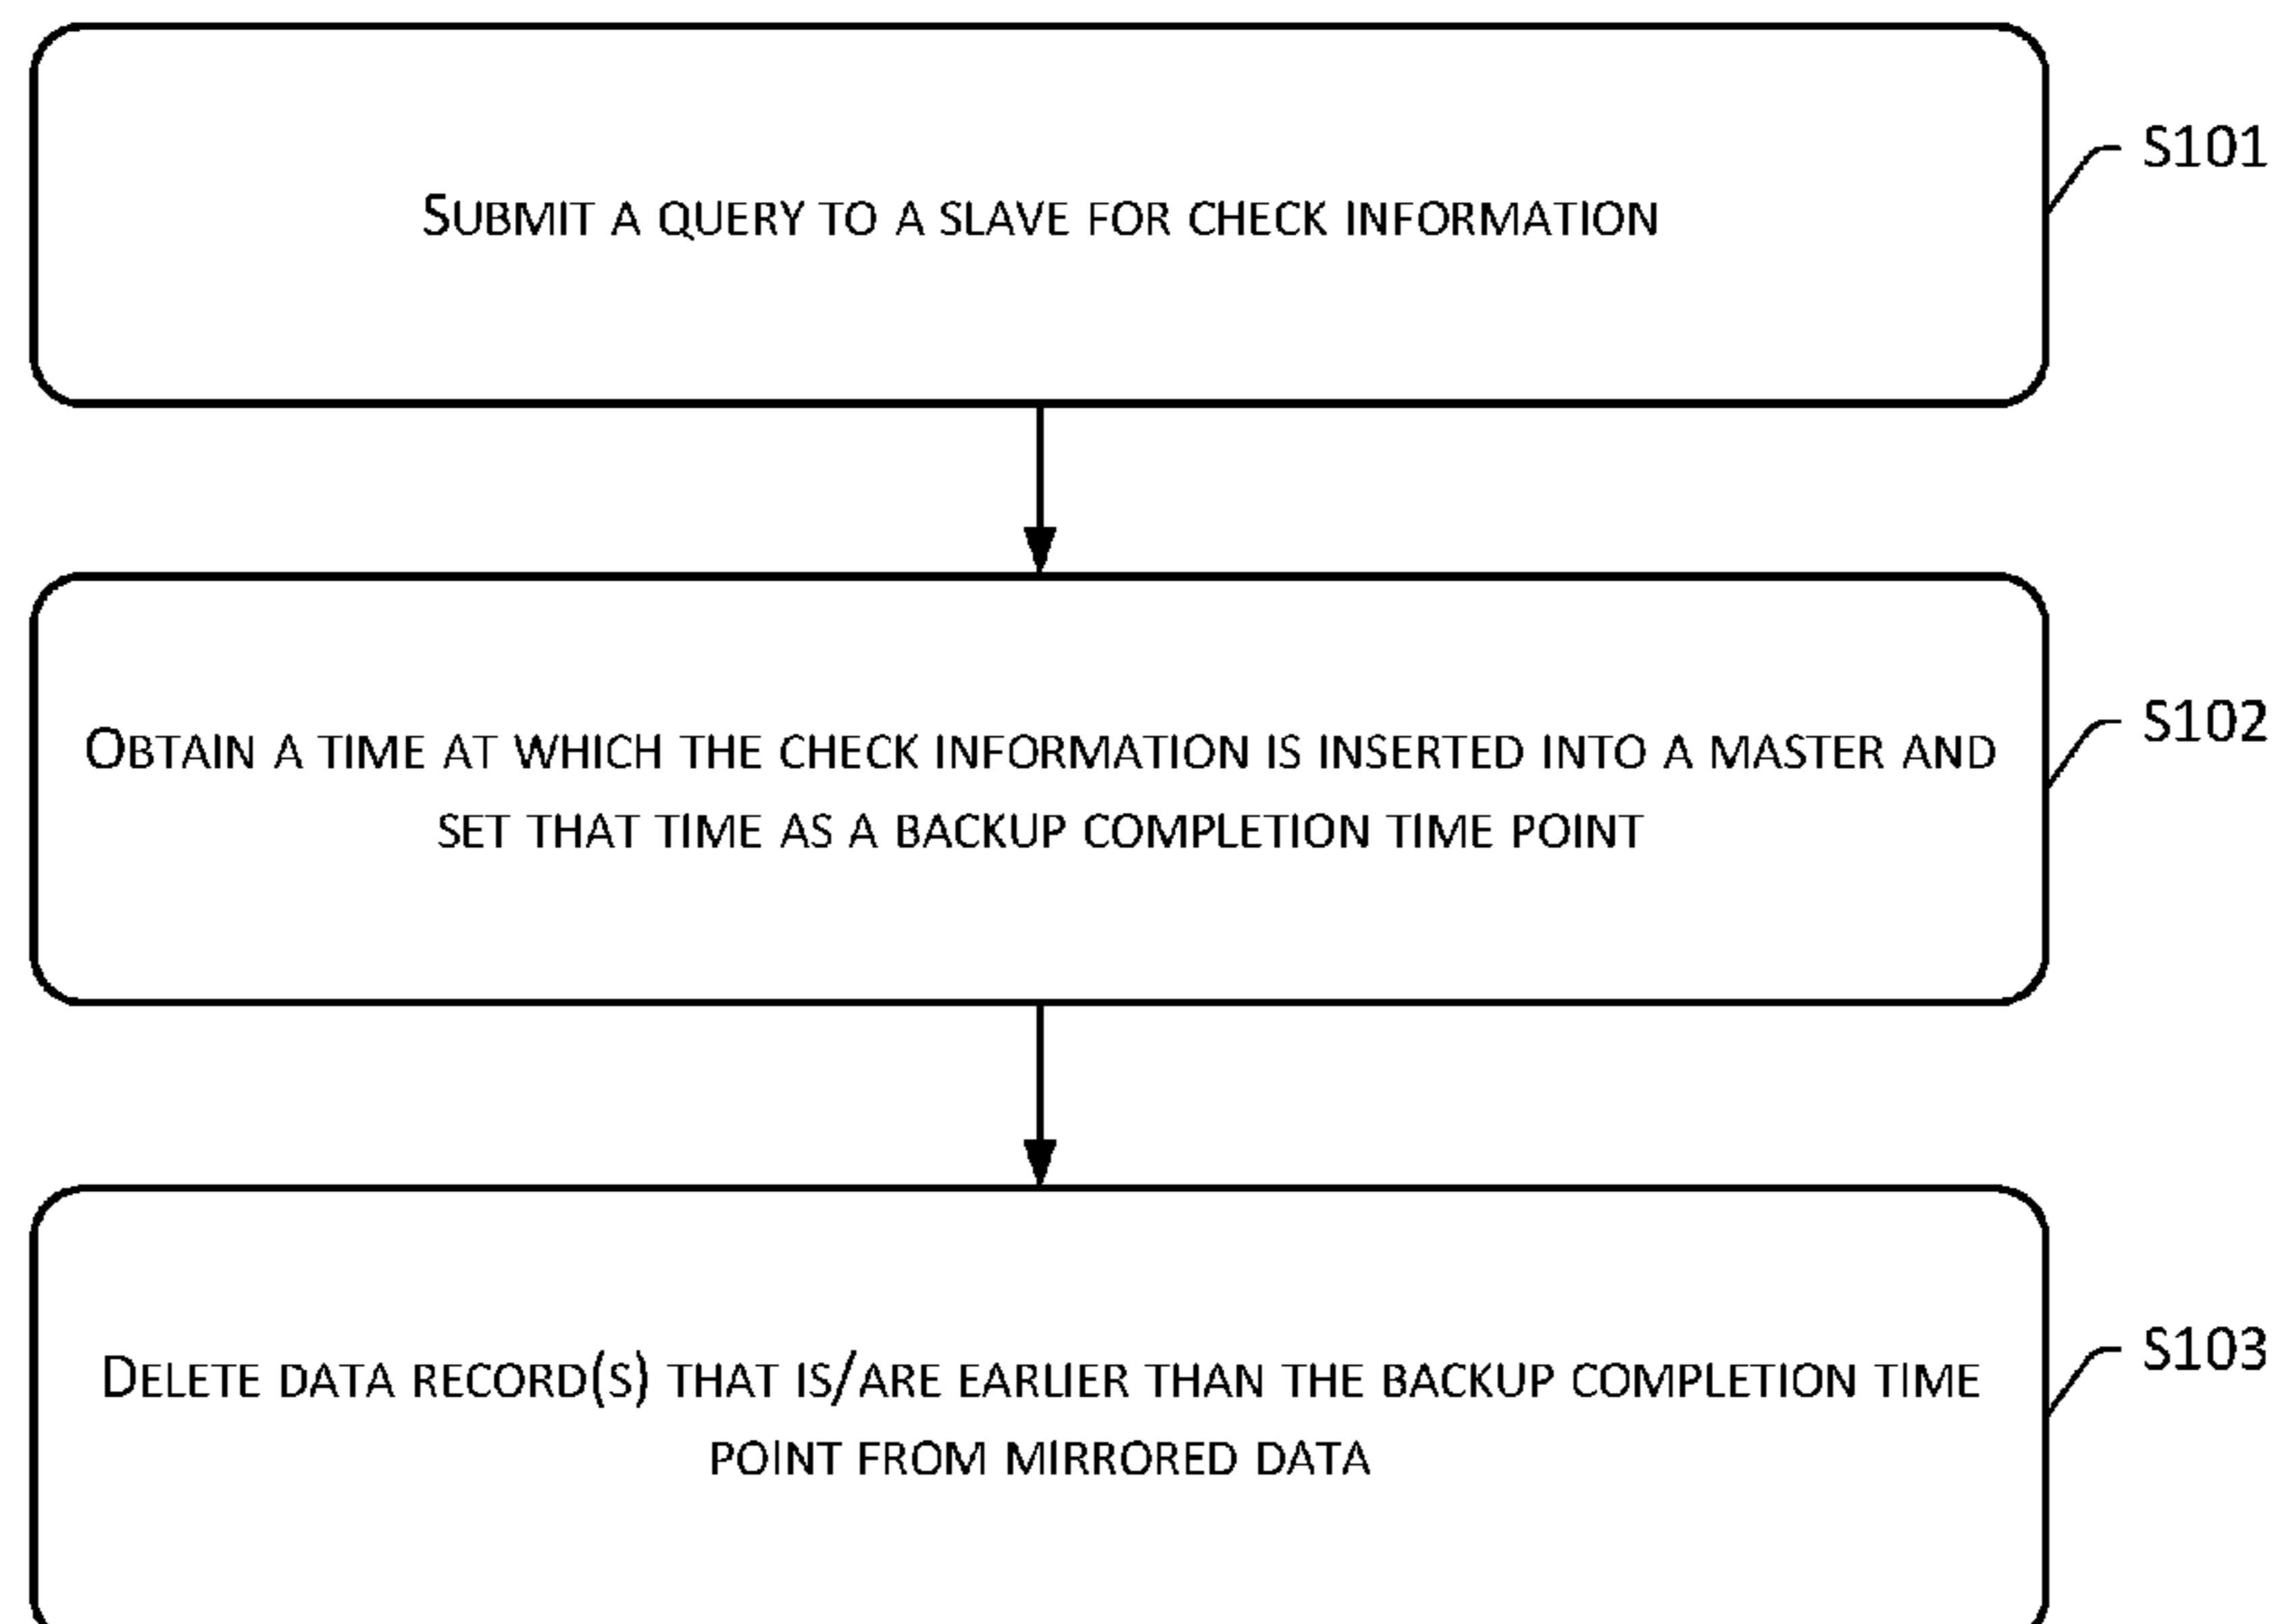 SUBMIT A QUERY TO A SLAVE FOR CHECK INFORMATION
S101
OBTAIN A TIME AT WHICH THE CHECK INFORMATION IS INSERTED INTO A MASTER AND
SET THAT TIME AS A BACKUP COMPLETION TIME POINT
S102
DELETE DATA RECORD(S) THAT IS/ARE EARLIER THAN THE BACKUP COMPLETION TIME
POINT FROM MIRRORED DATA
S103